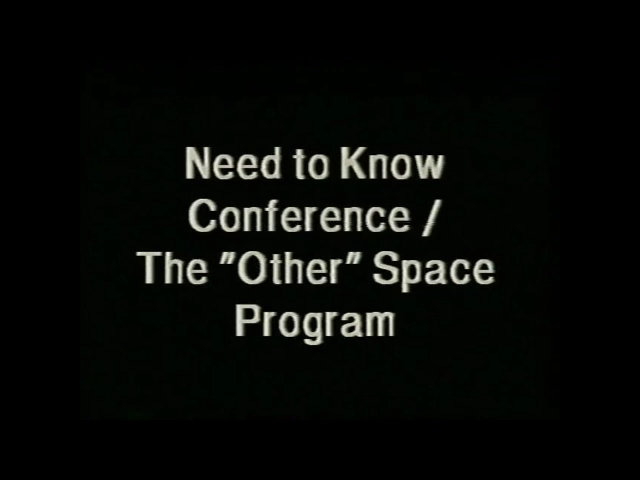 Need to Know
Conference /
The "Other" Space
Program